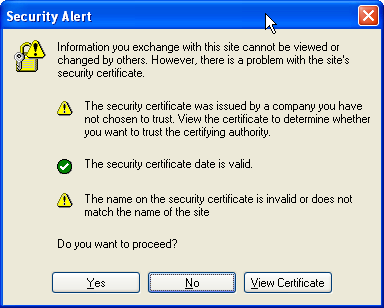 Security Alert
Information you exchange with this site cannot be viewed or
changed by others. However, there is a problem with the site's
security certificate.
The security certificate was issued by a company you have
not chosen to trust. View the certificate to determine whether
you want to trust the certifying authority.
The security certificate date is valid.
The name on the security certificate is invalid or does not
match the name of the site
Do you want to proceed?
Yes No View Certificate